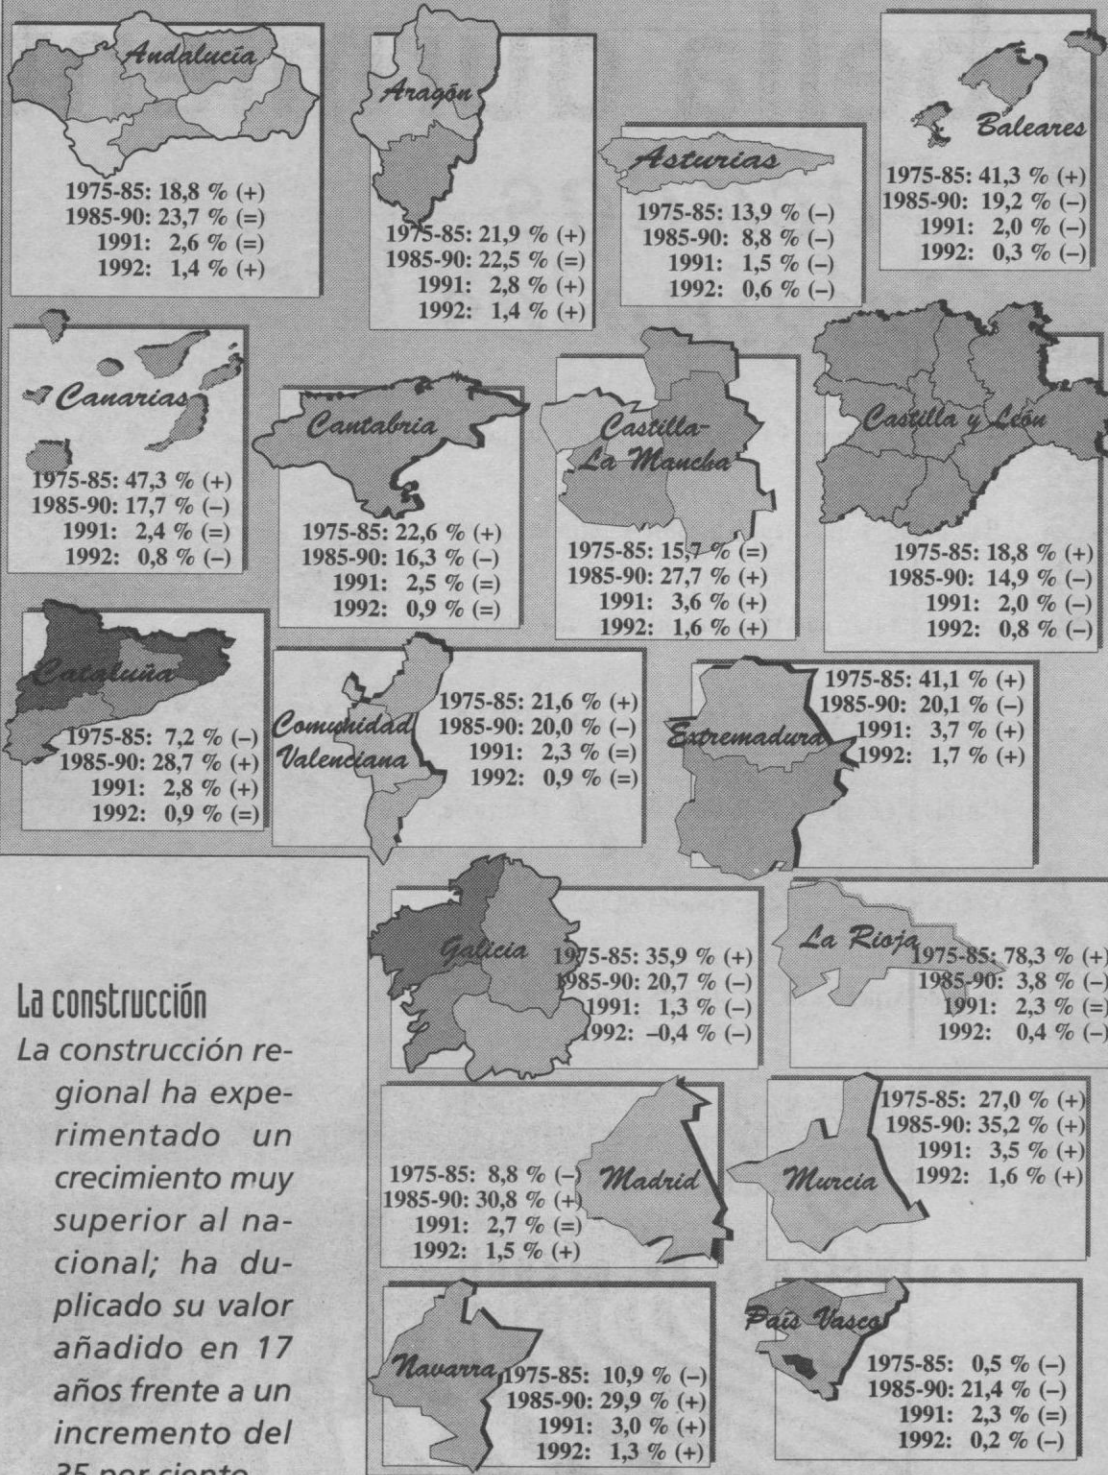 Andalucía
1975-85: 18,8 % (+)
1985-90: 23,7 % (=)
1991: 2,6 % (=)
1992: 1,4 % (+)
Aragón
1975-85: 21,9 % (+)
1985-90: 22,5 % (=)
1991: 2,8 % (+)
1992: 1,4 % (+)
Asturias
1975-85: 13,9 % (–)
1985-90: 8,8 % (–)
1991: 1,5 % (–)
1992: 0,6 % (–)
Baleares
1975-85: 41,3 % (+)
1985-90: 19,2 % (–)
1991: 2,0 % (–)
1992: 0,3 % (–)
Canarias
1975-85: 47,3 % (+)
1985-90: 17,7 % (–)
1991: 2,4 % (=)
1992: 0,8 % (–)
Cantabria
1975-85: 22,6 % (+)
1985-90: 16,3 % (–)
1991: 2,5 % (=)
1992: 0,9 % (=)
Castilla-
La Mancha
1975-85: 15,7 % (=)
1985-90: 27,7 % (+)
1991: 3,6 % (+)
1992: 1,6 % (+)
Castilla y León
1975-85: 18,8 % (+)
1985-90: 14,9 % (–)
1991: 2,0 % (–)
1992: 0,8 % (–)
Cataluña
1975-85: 7,2 % (–)
1985-90: 28,7 % (+)
1991: 2,8 % (+)
1992: 0,9 % (=)
Comunidad
Valenciana
1975-85: 21,6 % (+)
1985-90: 20,0 % (–)
1991: 2,3 % (=)
1992: 0,9 % (=)
Extremadura
1975-85: 41,1 % (+)
1985-90: 20,1 % (–)
1991: 3,7 % (+)
1992: 1,7 % (+)
Galicia
1975-85: 35,9 % (+)
1985-90: 20,7 % (–)
1991: 1,3 % (–)
1992: –0,4 % (–)
La Rioja
1975-85: 78,3 % (+)
1985-90: 3,8 % (–)
1991: 2,3 % (=)
1992: 0,4 % (–)
Madrid
1975-85: 8,8 % (–)
1985-90: 30,8 % (+)
1991: 2,7 % (=)
1992: 1,5 % (+)
Murcia
1975-85: 27,0 % (+)
1985-90: 35,2 % (+)
1991: 3,5 % (+)
1992: 1,6 % (+)
Navarra
1975-85: 10,9 % (–)
1985-90: 29,9 % (+)
1991: 3,0 % (+)
1992: 1,3 % (+)
País Vasco
1975-85: 0,5 % (–)
1985-90: 21,4 % (–)
1991: 2,3 % (=)
1992: 0,2 % (–)
La construcción
La construcción re-
gional ha expe-
rimentado un
crecimiento muy
superior al na-
cional; ha du-
plicado su valor
añadido en 17
años frente a un
incremento del
35 por ciento